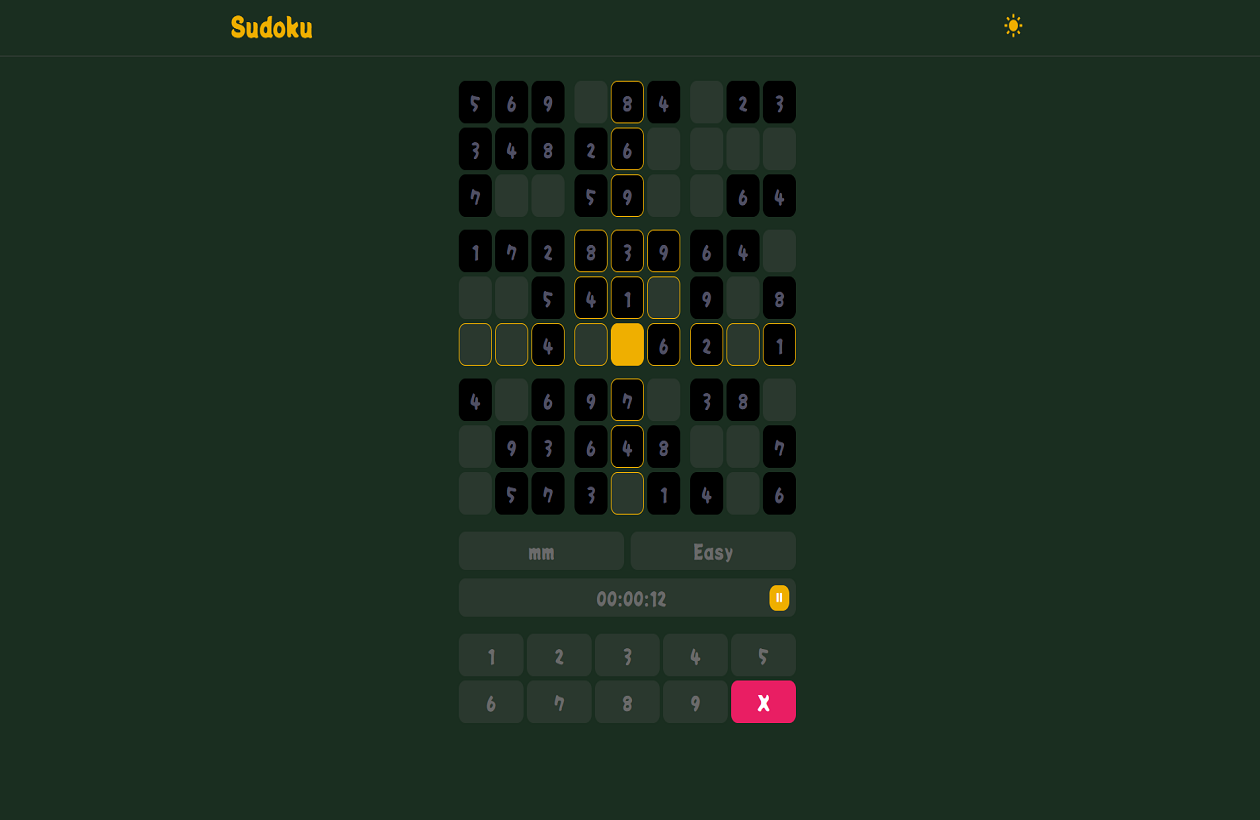 Sudoku
5 6 9 8 4 2 3
3 4 8 2 6
7 5 9 6 4
1 7 2 8 3 9 6 4
5 4 1 9 8
4 6 2 1
4 6 9 7 3 8
9 3 6 4 8 7
5 7 3 1 4 6
mm Easy
00:00:12
1 2 3 4 5
6 7 8 9 X